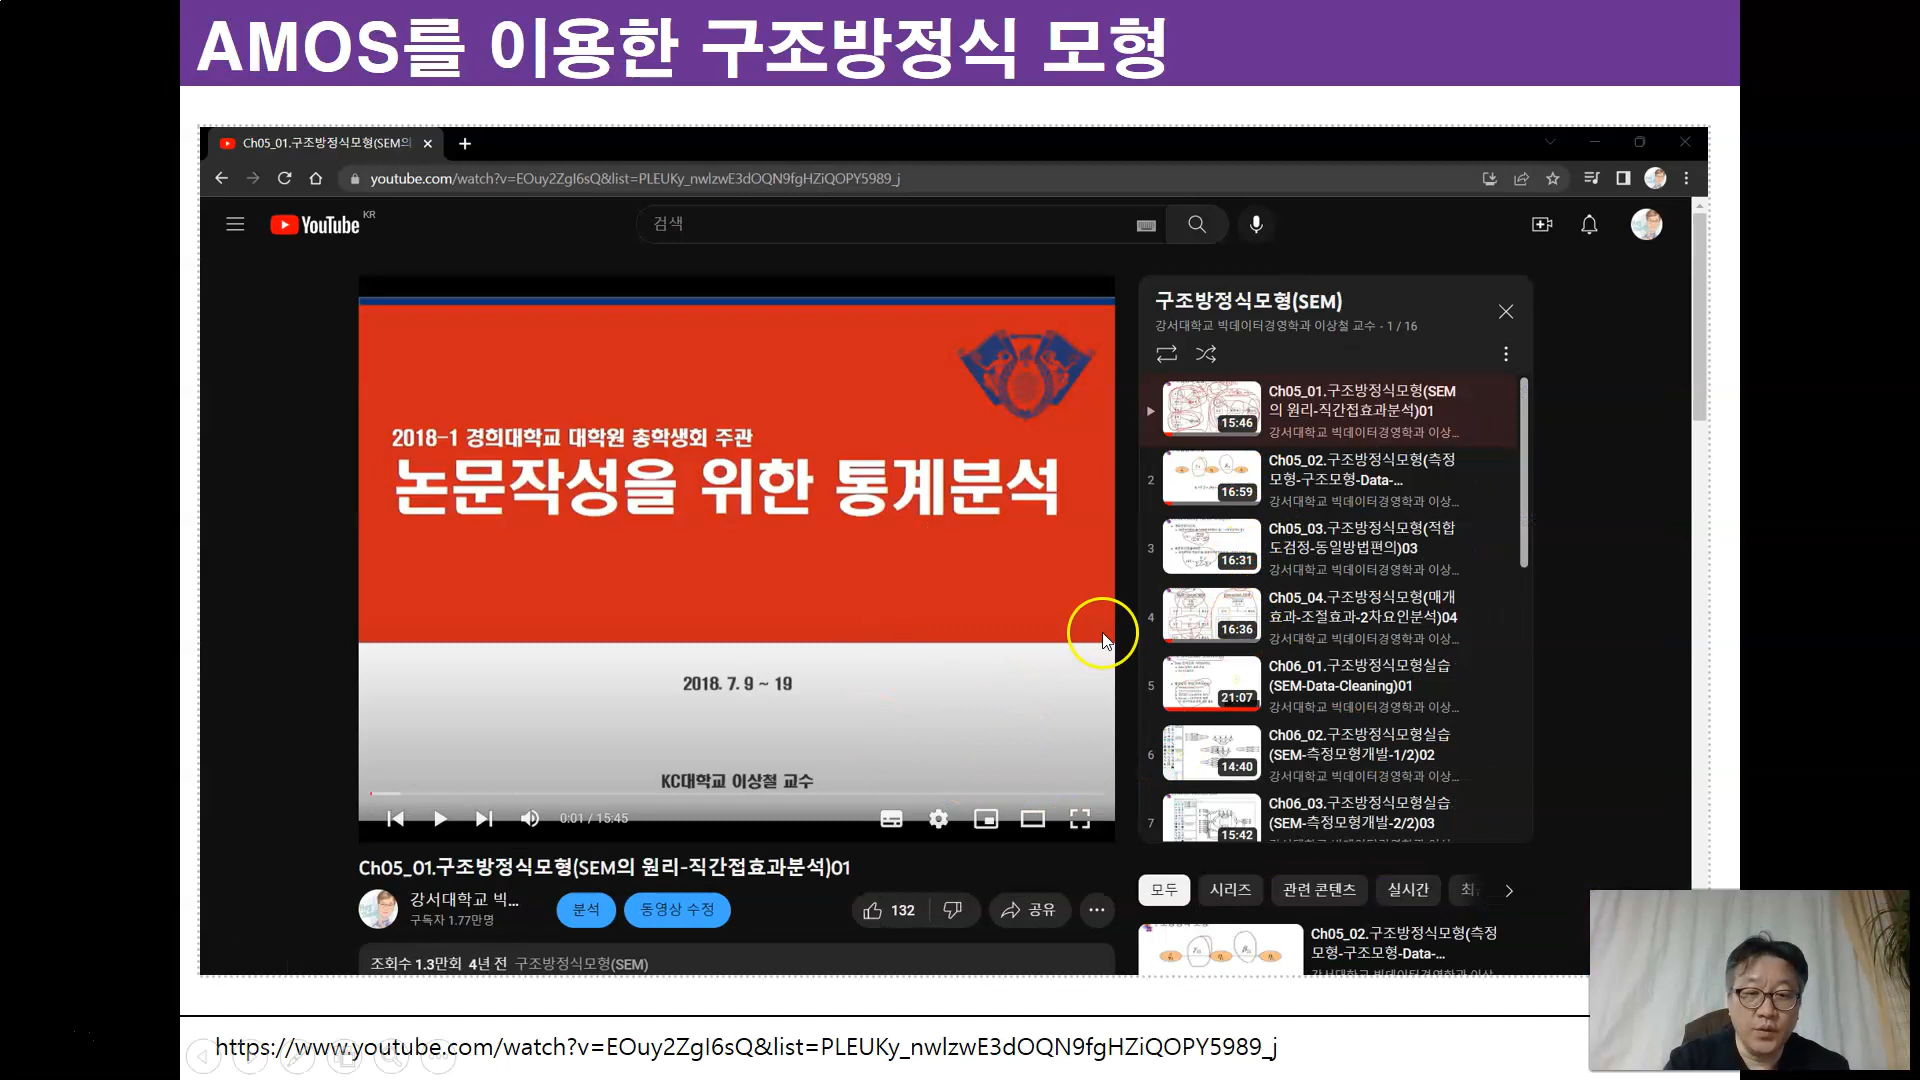 AMOS를 이용한 구조방정식 모형
Ch05_01.구조방정식모형(SEM의
youtube.com/watch?v=EOuy2ZgI6sQ&list=PLEUKy_nwlzwE3dOQN9fgHZiQOPY5989_j
YouTube KR
검색
2018-1 경희대학교 대학원 총학생회 주관
논문작성을 위한 통계분석
2018. 7. 9 ~ 19
KC대학교 이상철 교수
0:01 / 15:45
구조방정식모형(SEM)
강서대학교 빅데이터경영학과 이상철 교수 - 1 / 16
15:46
Ch05_01.구조방정식모형(SEM
의 원리-직간접효과분석)01
강서대학교 빅데이터경영학과 이상...
2
16:59
Ch05_02.구조방정식모형(측정
모형-구조모형-Data-...
강서대학교 빅데이터경영학과 이상...
3
16:31
Ch05_03.구조방정식모형(적합
도검정-동일방법편의)03
강서대학교 빅데이터경영학과 이상...
4
16:36
Ch05_04.구조방정식모형(매개
효과-조절효과-2차요인분석)04
강서대학교 빅데이터경영학과 이상...
5
21:07
Ch06_01.구조방정식모형실습
(SEM-Data-Cleaning)01
강서대학교 빅데이터경영학과 이상...
6
14:40
Ch06_02.구조방정식모형실습
(SEM-측정모형개발-1/2)02
강서대학교 빅데이터경영학과 이상...
7
15:42
Ch06_03.구조방정식모형실습
(SEM-측정모형개발-2/2)03
Ch05_01.구조방정식모형(SEM의 원리-직간접효과분석)01
강서대학교 빅...
구독자 1.77만명
분석
동영상 수정
132
공유
조회수 1.3만회 4년 전 구조방정식모형(SEM)
모두
시리즈
관련 콘텐츠
실시간
Ch05_02.구조방정식모형(측정
모형-구조모형-Data-...
강서대학교 빅데이터경영학과 이상
https://www.youtube.com/watch?v=EOuy2ZgI6sQ&list=PLEUKy_nwlzwE3dOQN9fgHZiQOPY5989_j